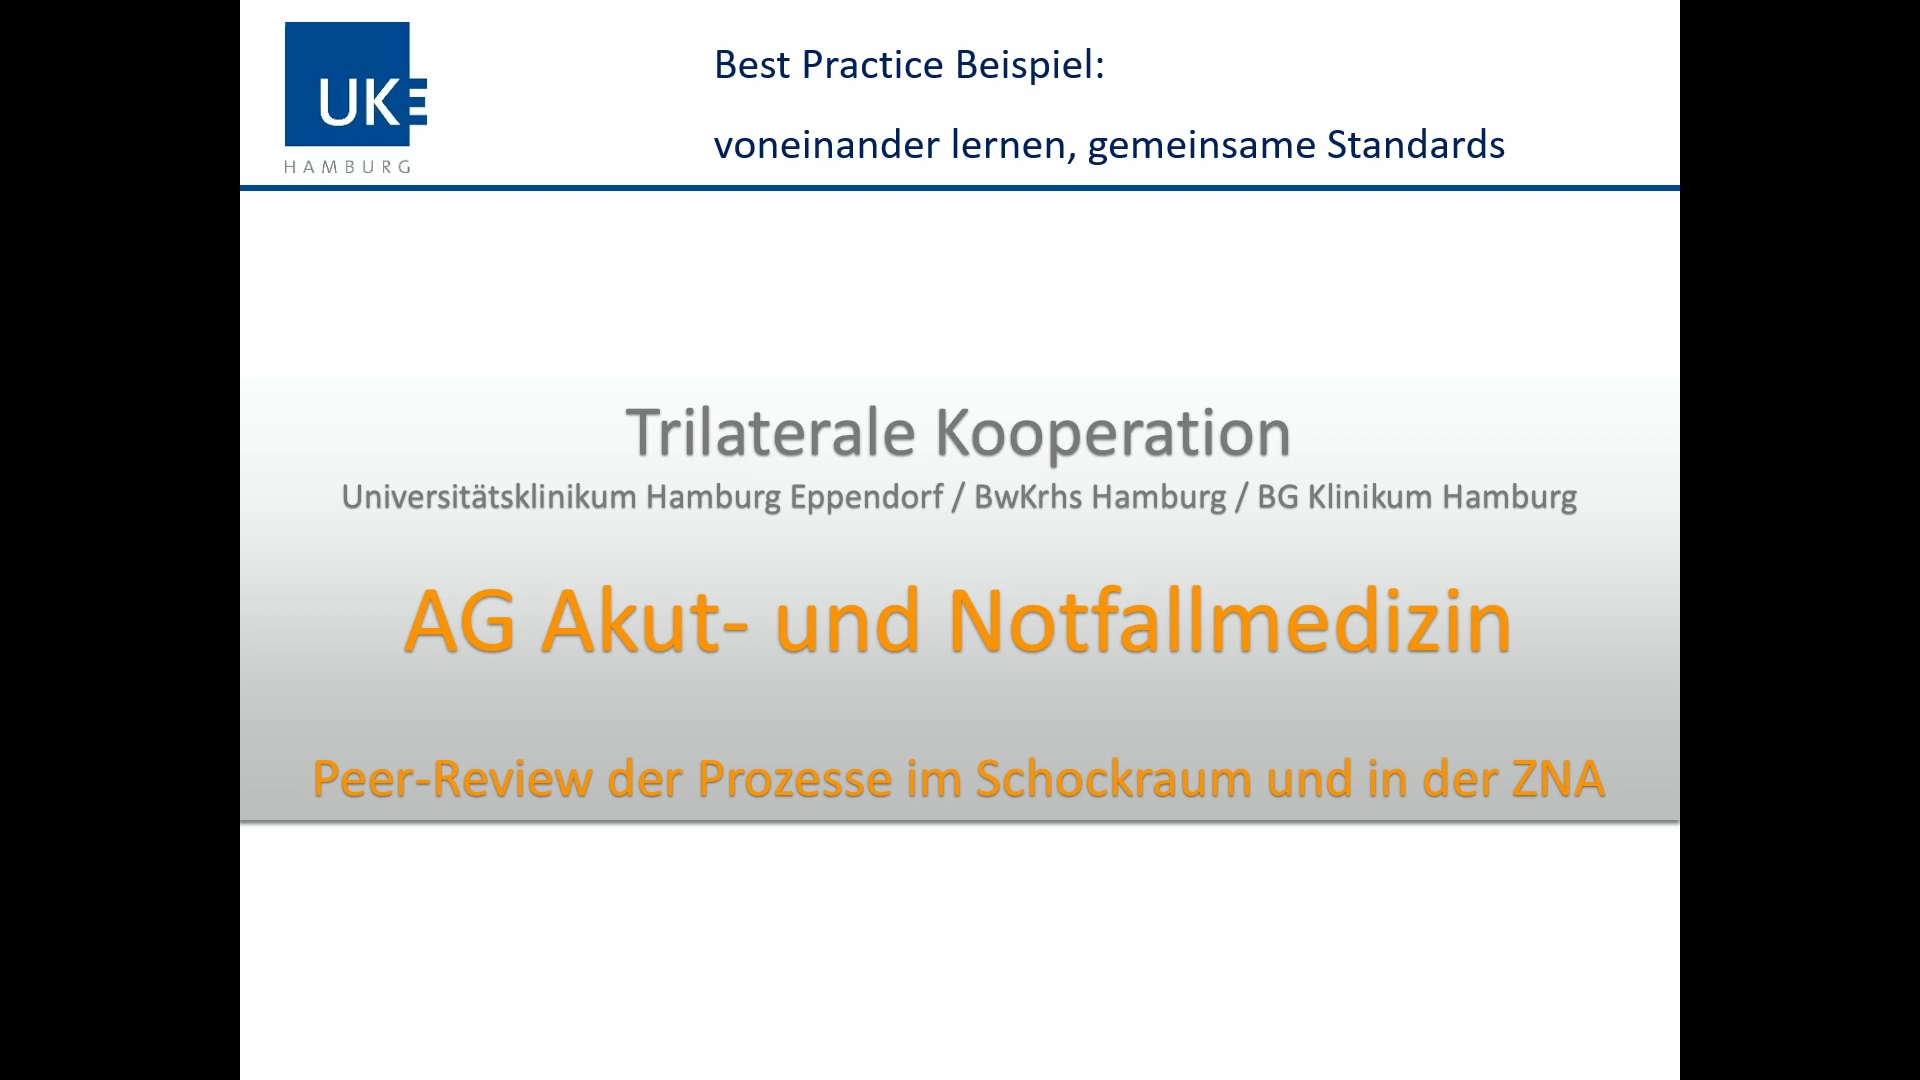 UKE
HAMBURG
Best Practice Beispiel:
voneinander lernen, gemeinsame Standards
Trilaterale Kooperation
Universitätsklinikum Hamburg Eppendorf / BwKrhs Hamburg / BG Klinikum Hamburg
AG Akut- und Notfallmedizin
Peer-Review der Prozesse im Schockraum und in der ZNA